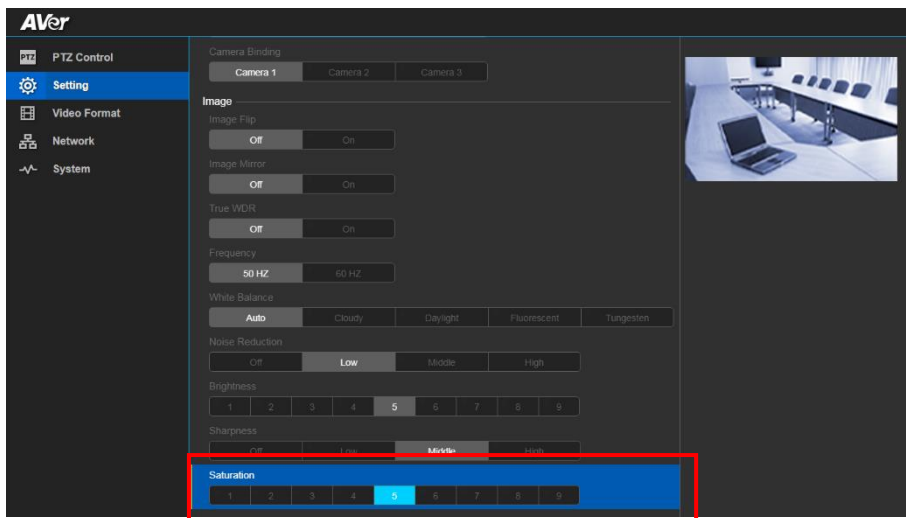 AVer
PTZ PTZ Control
Setting
Video Format
Network
System
Camera Binding
Camera 1 Camera 2 Camera 3
Image
Image Flip
Off On
Image Mirror
Off On
True WDR
Off On
Frequency
50 HZ 60 HZ
White Balance
Auto Cloudy Daylight Fluorescent Tungesten
Noise Reduction
Off Low Middle High
Brightness
1 2 3 4 5 6 7 8 9
Sharpness
Off Low Middle High
Saturation
1 2 3 4 5 6 7 8 9